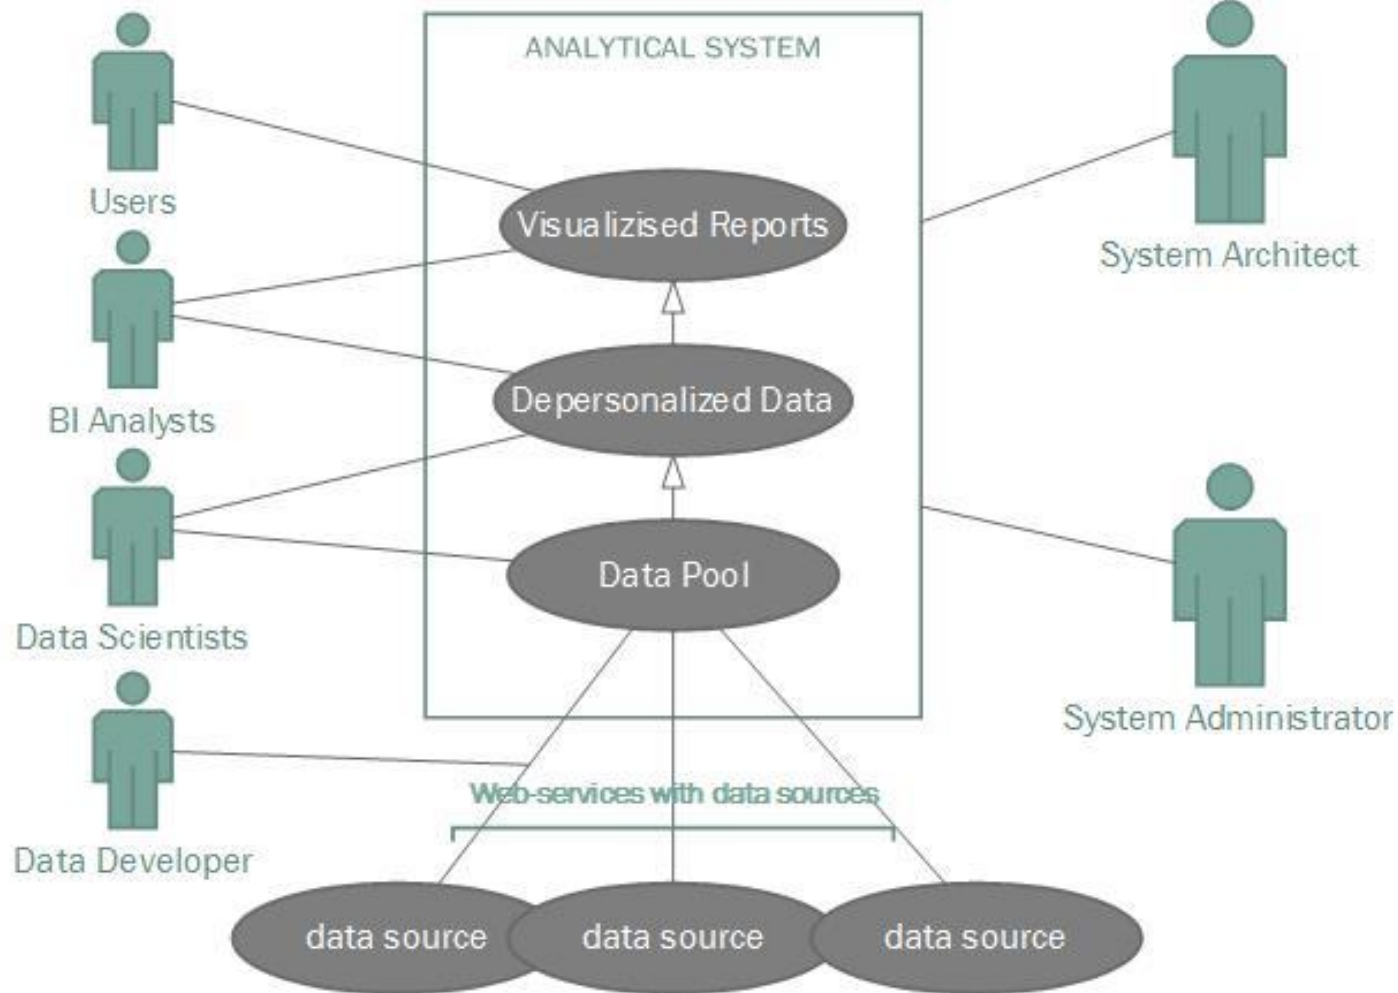 ANALYTICAL SYSTEM
Users
Visualizised Reports
System Architect
BI Analysts
Depersonalized Data
Data Scientists
Data Pool
System Administrator
Data Developer
Web-services with data sources
data source
data source
data source